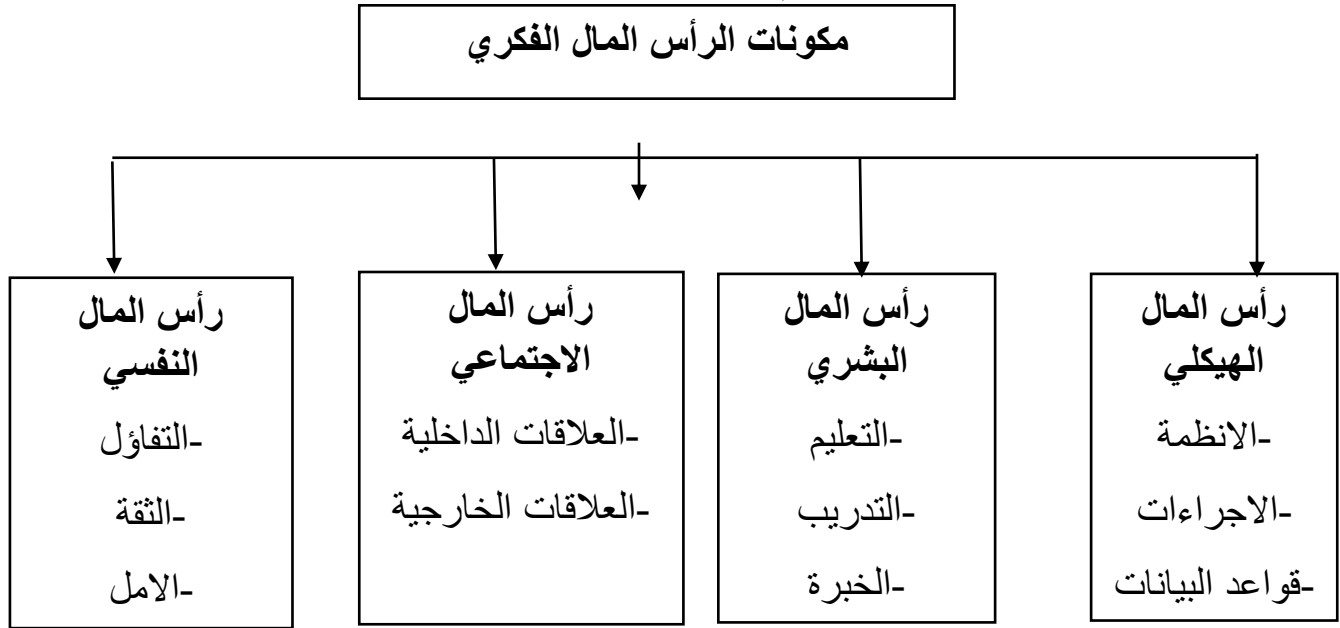 مكونات الرأس المال الفكري
رأس المال
الهيكلي
-الانظمة
-الاجراءات
-قواعد البيانات
رأس المال
البشري
-التعليم
-التدريب
-الخبرة
رأس المال
الاجتماعي
-العلاقات الداخلية
-العلاقات الخارجية
رأس المال
النفسي
-التفاؤل
-الثقة
-الامل